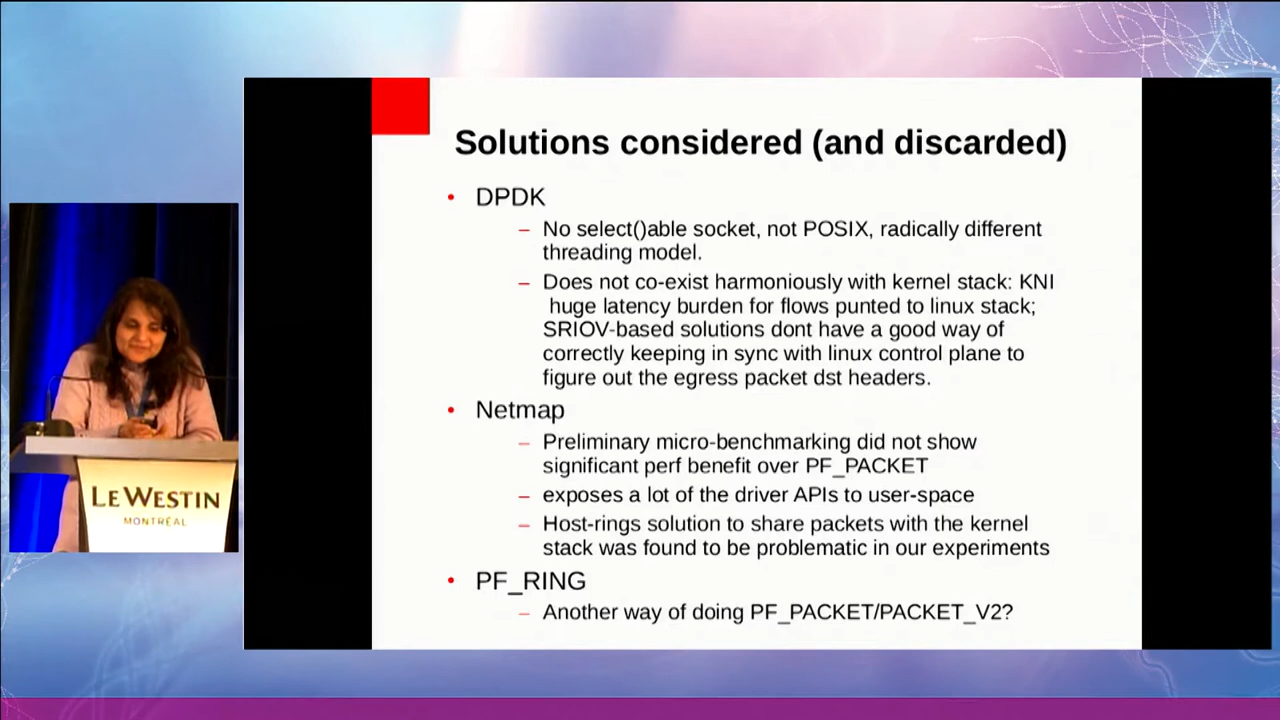 Solutions considered (and discarded)
• DPDK
– No select()able socket, not POSIX, radically different
threading model.
– Does not co-exist harmoniously with kernel stack: KNI
huge latency burden for flows punted to linux stack;
SRIOV-based solutions dont have a good way of
correctly keeping in sync with linux control plane to
figure out the egress packet dst headers.
• Netmap
– Preliminary micro-benchmarking did not show
significant perf benefit over PF_PACKET
– exposes a lot of the driver APIs to user-space
– Host-rings solution to share packets with the kernel
stack was found to be problematic in our experiments
• PF_RING
– Another way of doing PF_PACKET/PACKET_V2?
LE WESTIN
MONTRÉAL